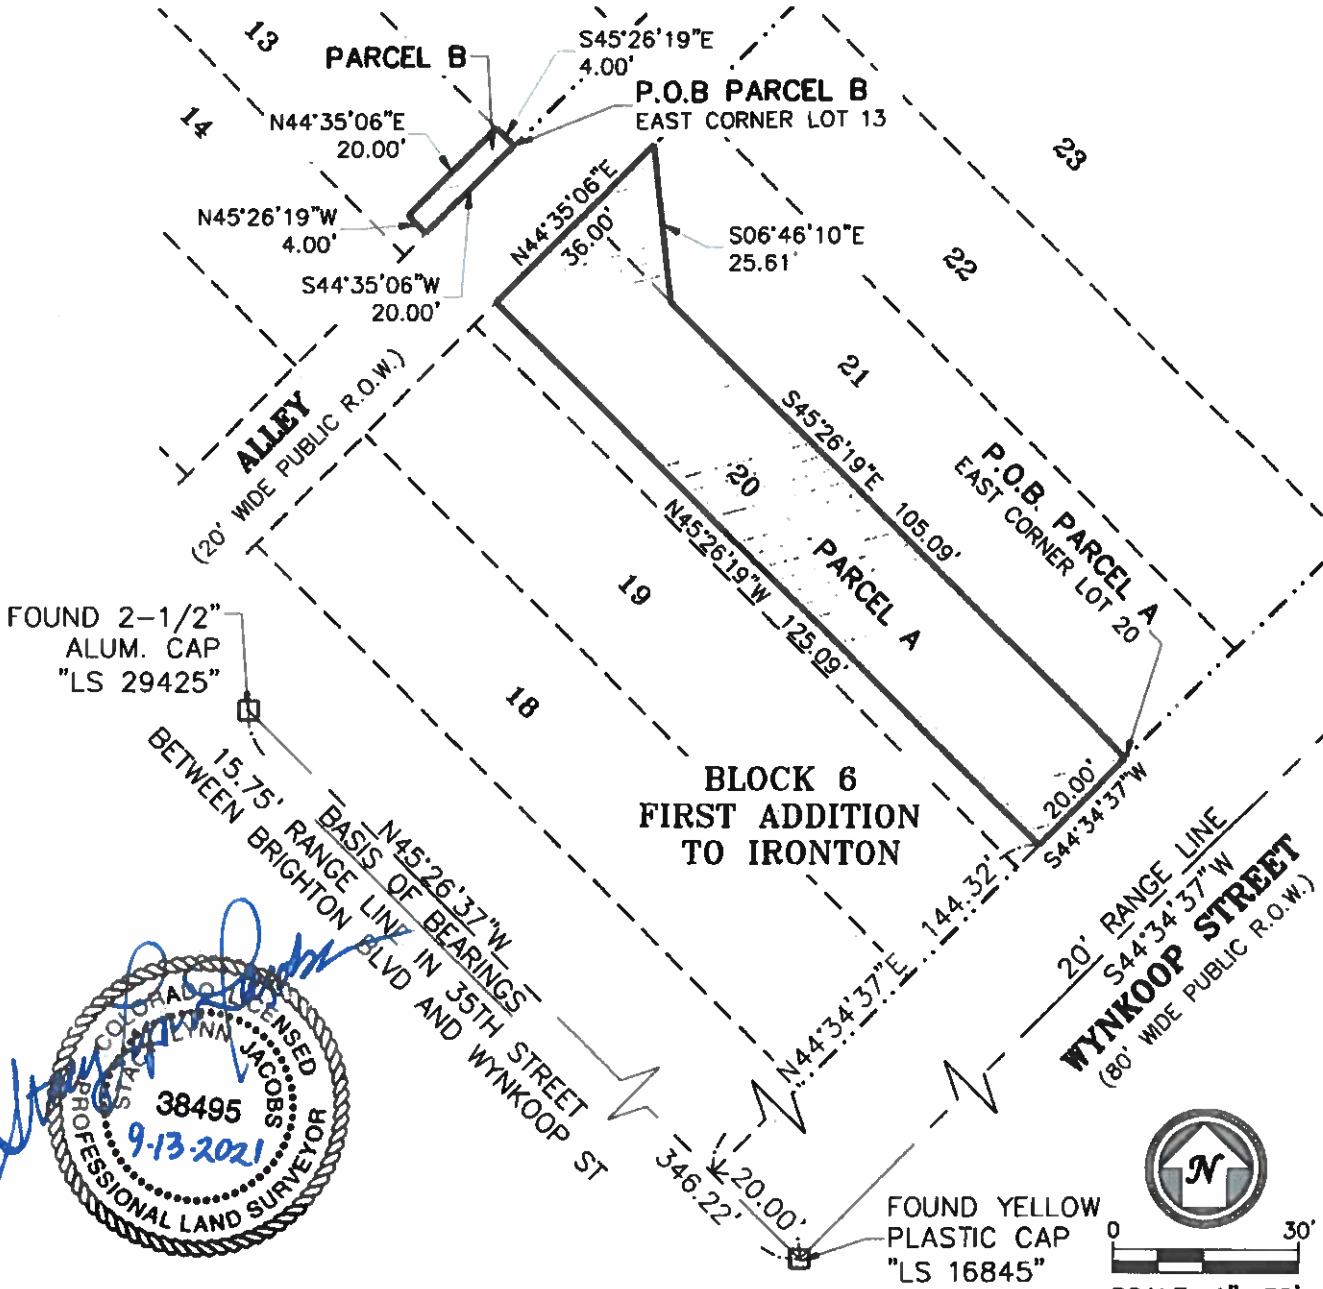 13
S45°26'19"E
4.00'
PARCEL B
P.O.B PARCEL B
EAST CORNER LOT 13
14
N44°35'06"E
20.00'
23
N45°26'19"W
4.00'
N44°35'06"E
36.00'
S06°46'10"E
25.61'
22
S44°35'06"W
20.00'
21
ALLEY
(20' WIDE PUBLIC R.O.W.)
S45°26'19"E 105.09'
P.O.B. PARCEL A
EAST CORNER LOT 20
20
N45°26'19"W 125.09'
PARCEL A
19
FOUND 2-1/2"
ALUM. CAP
"LS 29425"
18
BLOCK 6
FIRST ADDITION
TO IRONTON
20.00'
S44°34'37"W
N45°26'37"W
BASIS OF BEARINGS
15.75' RANGE LINE IN 35TH STREET
BETWEEN BRIGHTON BLVD AND WYNKOOP ST
144.32'
N44°34'37"E
20' RANGE LINE
S44°34'37"W
WYNKOOP STREET
(80' WIDE PUBLIC R.O.W.)
COLORADO LICENSED
STACY LYNN JACOBS
38495
9-13-2021
PROFESSIONAL LAND SURVEYOR
346.22'
20.00'
FOUND YELLOW
PLASTIC CAP
"LS 16845"
N
0 30'